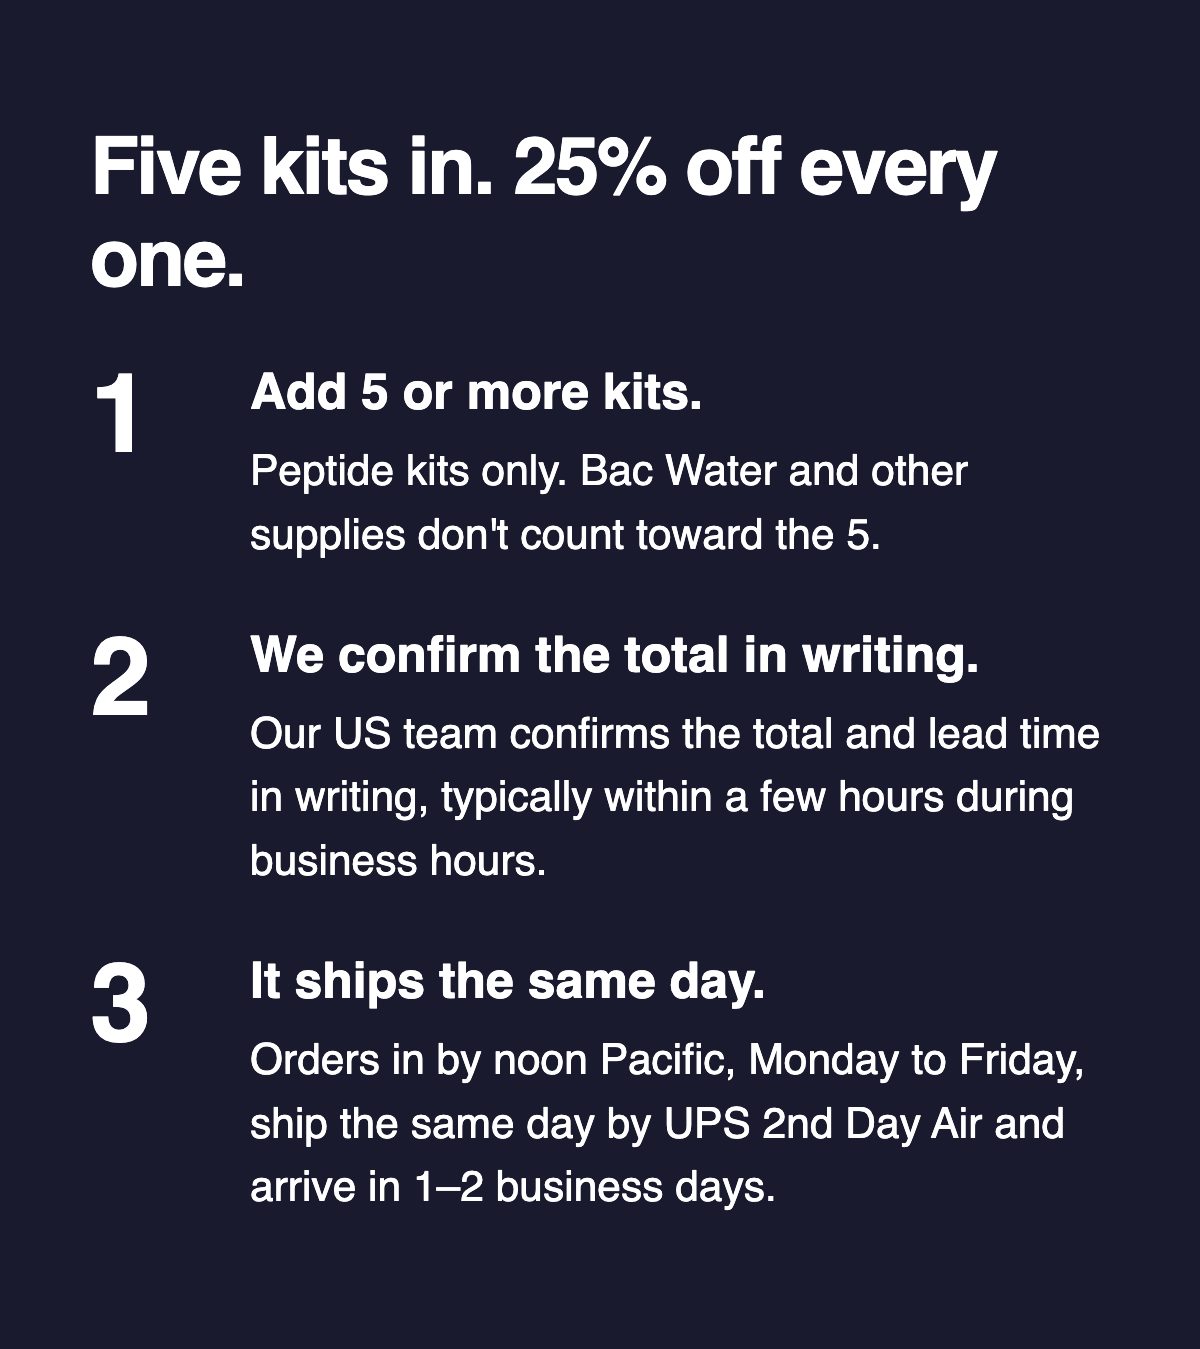 Five kits in. 25% off every
one.
1
Add 5 or more kits.
Peptide kits only. Bac Water and other
supplies don't count toward the 5.
2
We confirm the total in writing.
Our US team confirms the total and lead time
in writing, typically within a few hours during
business hours.
3
It ships the same day.
Orders in by noon Pacific, Monday to Friday,
ship the same day by UPS 2nd Day Air and
arrive in 1–2 business days.